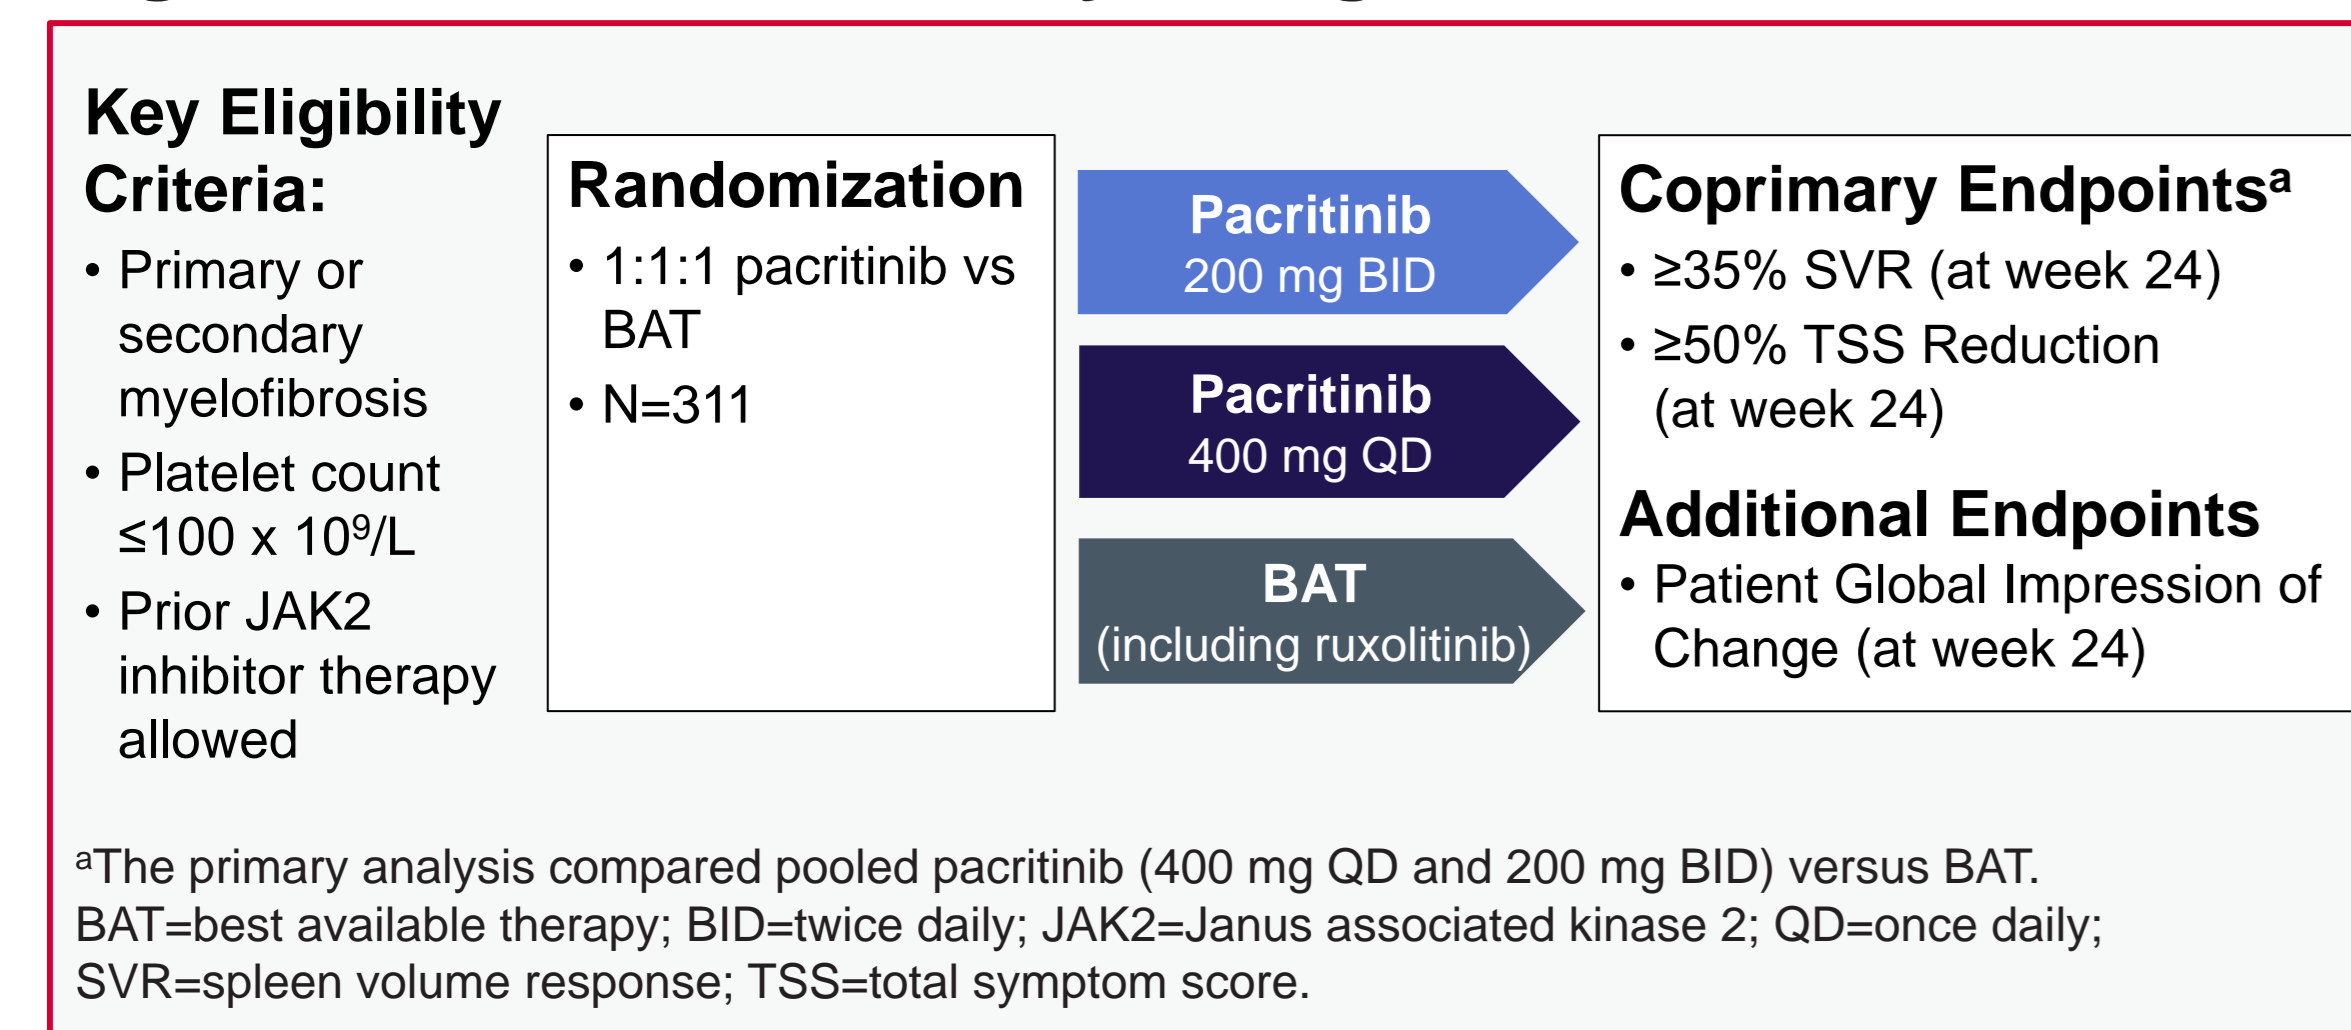 Key Eligibility
Criteria:
• Primary or
secondary
myelofibrosis
• Platelet count
≤100 x 10⁹/L
• Prior JAK2
inhibitor therapy
allowed
Randomization
• 1:1:1 pacritinib vs
BAT
• N=311
Pacritinib
200 mg BID
Pacritinib
400 mg QD
BAT
(including ruxolitinib)
Coprimary Endpointsᵃ
• ≥35% SVR (at week 24)
• ≥50% TSS Reduction
(at week 24)
Additional Endpoints
• Patient Global Impression of
Change (at week 24)
ᵃThe primary analysis compared pooled pacritinib (400 mg QD and 200 mg BID) versus BAT.
BAT=best available therapy; BID=twice daily; JAK2=Janus associated kinase 2; QD=once daily;
SVR=spleen volume response; TSS=total symptom score.